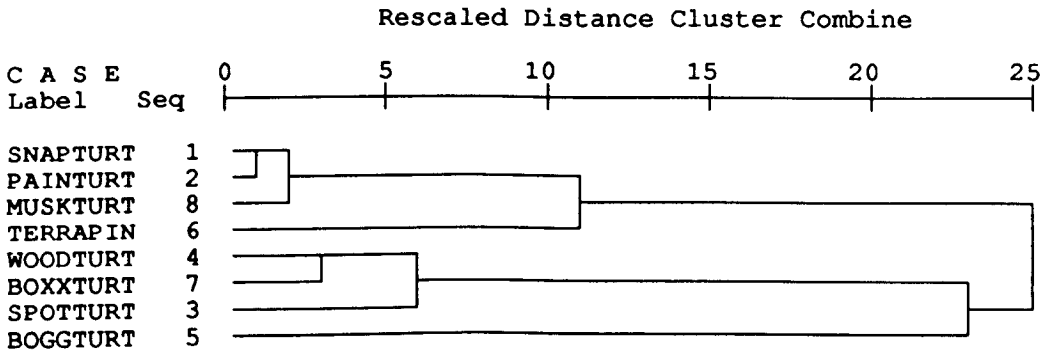 Rescaled Distance Cluster Combine
C A S E 0 5 10 15 20 25
Label Seq
SNAPTURT 1
PAINTURT 2
MUSKTURT 8
TERRAPIN 6
WOODTURT 4
BOXXTURT 7
SPOTTURT 3
BOGGTURT 5